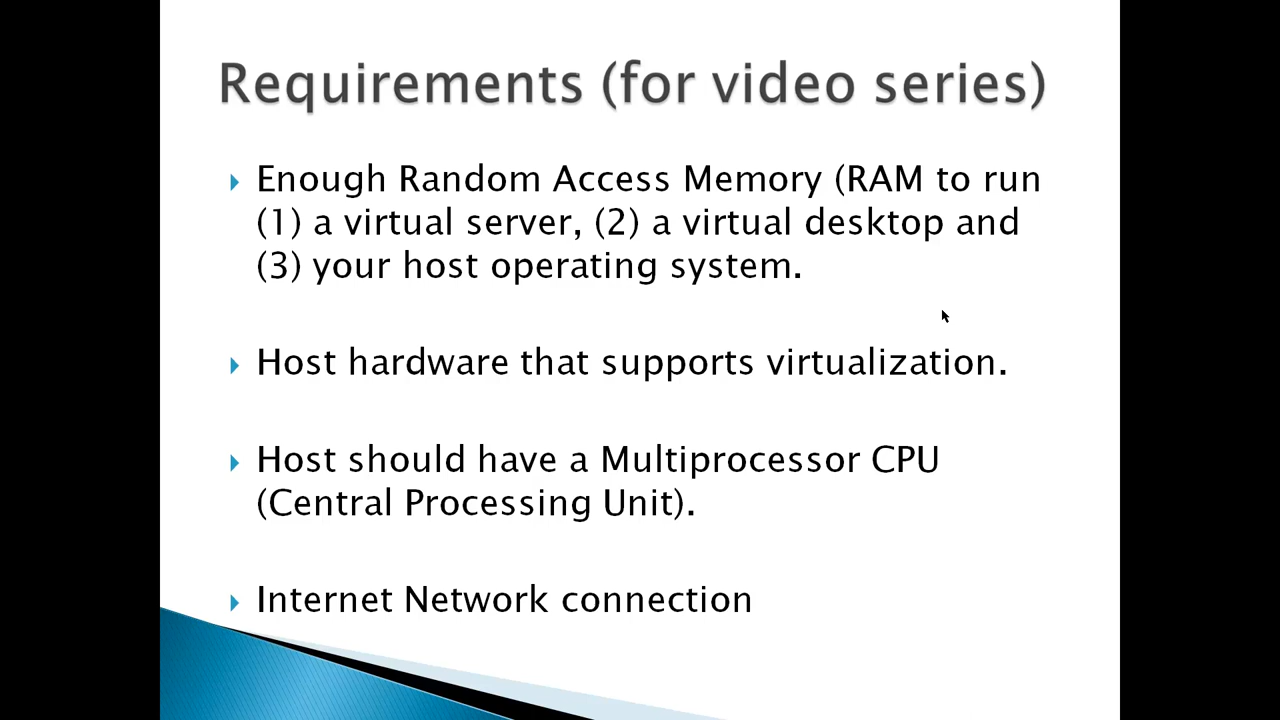 Requirements (for video series)
Enough Random Access Memory (RAM to run
(1) a virtual server, (2) a virtual desktop and
(3) your host operating system.
Host hardware that supports virtualization.
Host should have a Multiprocessor CPU
(Central Processing Unit).
Internet Network connection